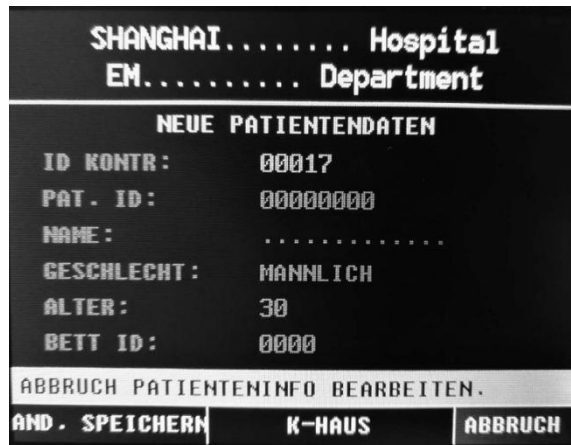 SHANGHAI........ Hospital
EM........... Department
NEUE PATIENTENDATEN
ID KONTR: 00017
PAT. ID: 00000000
NAME: .............
GESCHLECHT: MANNLICH
ALTER: 30
BETT ID: 0000
ABBRUCH PATIENTENINFO BEARBEITEN.
AND. SPEICHERN K-HAUS ABBRUCH